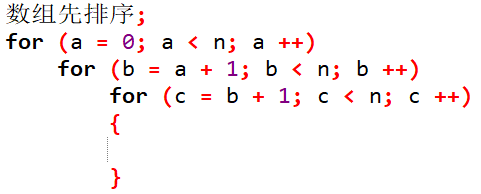 数组先排序;
for (a = 0; a < n; a ++)
    for (b = a + 1; b < n; b ++)
        for (c = b + 1; c < n; c ++)
        {
        }